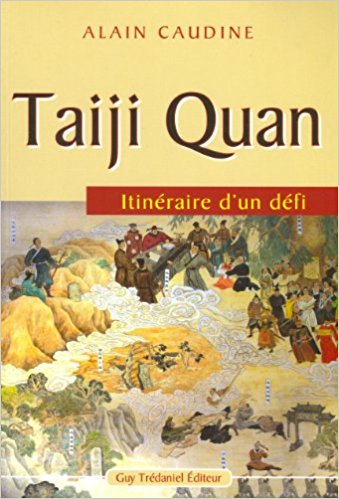 ALAIN CAUDINE
Taiji Quan
Itinéraire d'un défi
Guy Trédaniel Éditeur